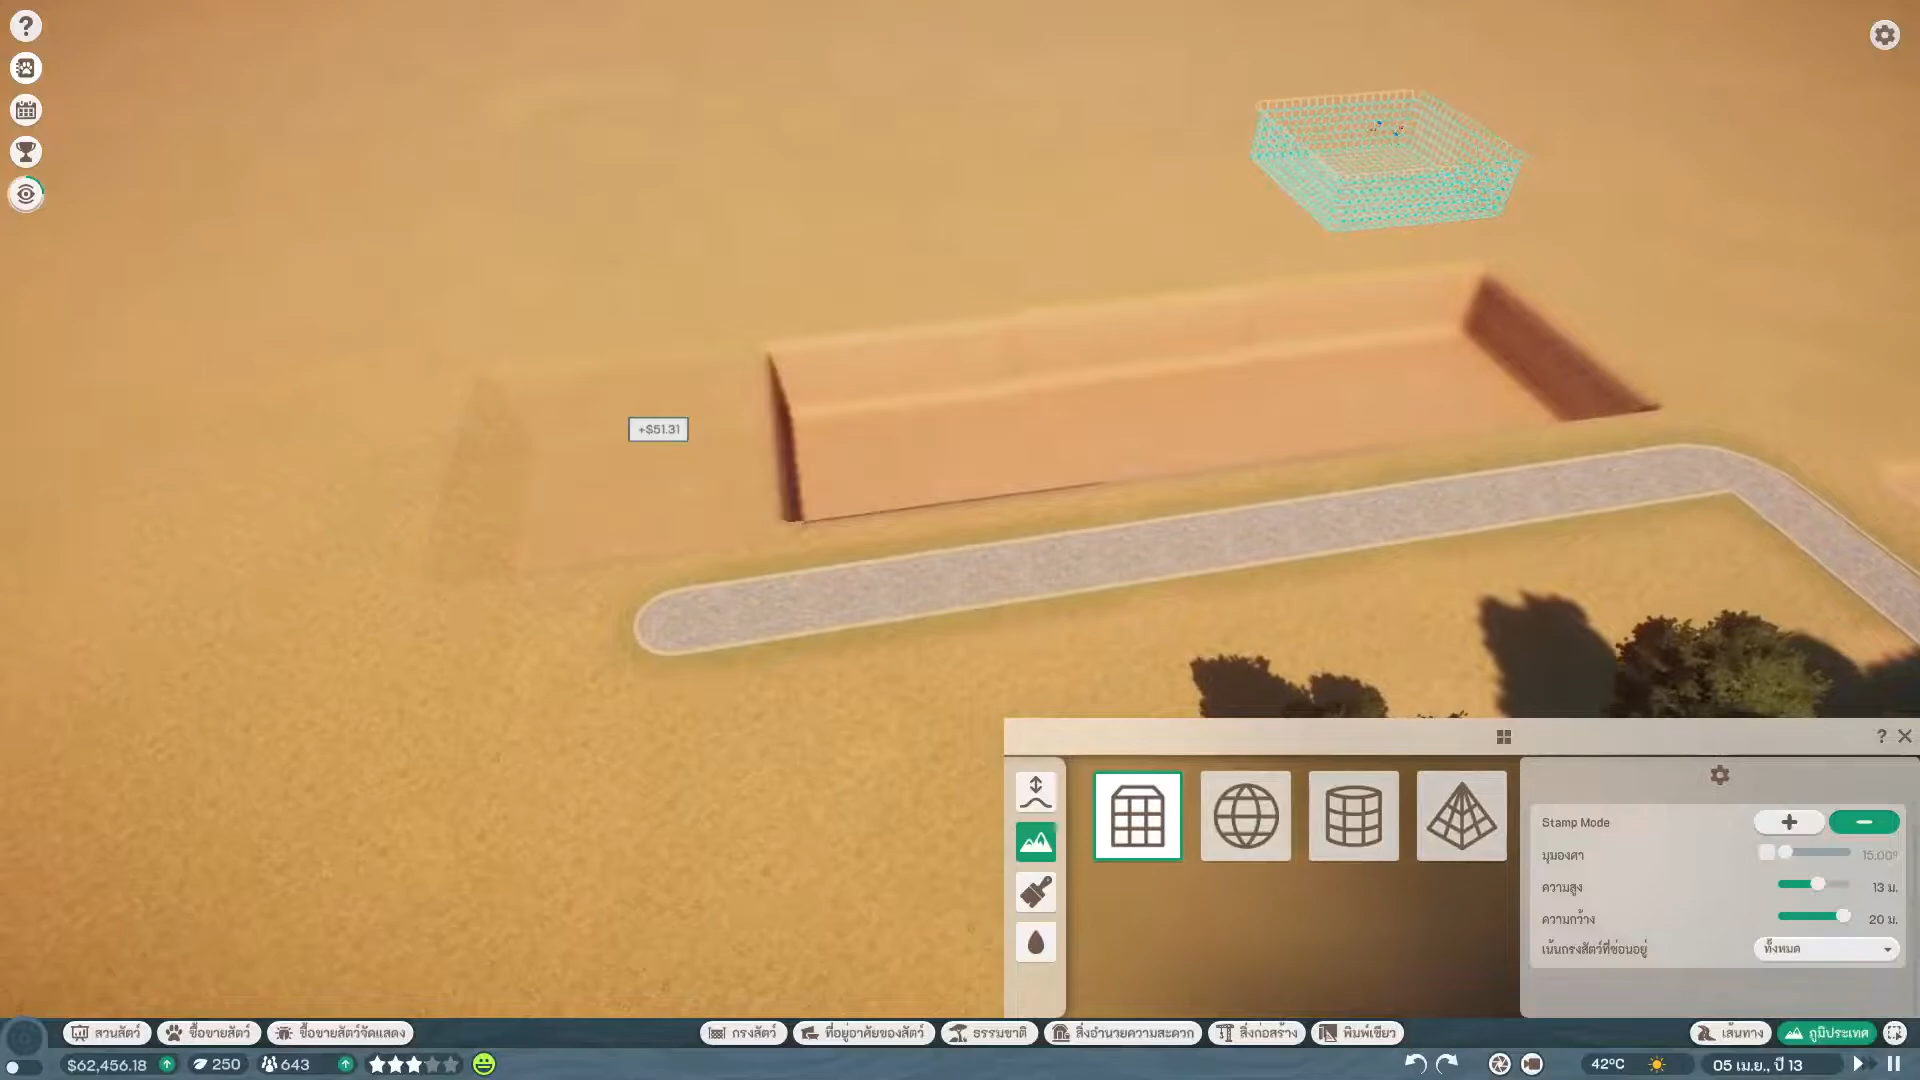 +$51.31
Stamp Mode
มุมองศา
15.00°
ความสูง
13 ม.
ความกว้าง
20 ม.
เน้นกรงสัตว์ที่ซ่อนอยู่
ทั้งหมด
สวนสัตว์
ซื้อขายสัตว์
ซื้อขายสัตว์จัดแสดง
กรงสัตว์
ที่อยู่อาศัยของสัตว์
ธรรมชาติ
สิ่งอำนวยความสะดวก
สิ่งก่อสร้าง
พิมพ์เขียว
เส้นทาง
ภูมิประเทศ
$62,456.18
250
643
42°C
05 เม.ย., ปี 13